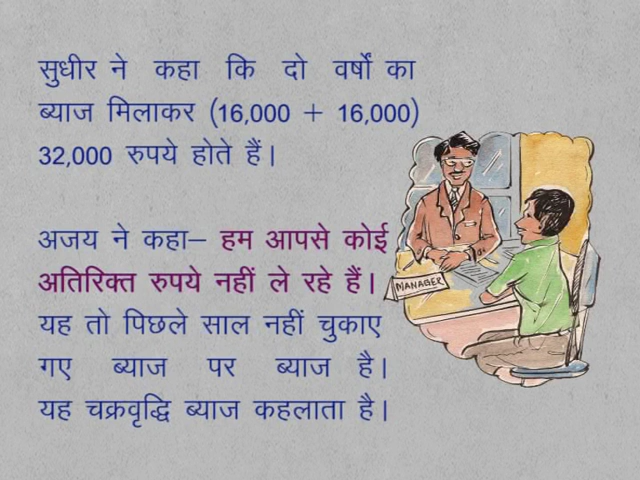 सुधीर ने कहा कि दो वर्षों का
ब्याज मिलाकर (16,000 + 16,000)
32,000 रुपये होते हैं।
अजय ने कहा– हम आपसे कोई
अतिरिक्त रुपये नहीं ले रहे हैं।
यह तो पिछले साल नहीं चुकाए
गए ब्याज पर ब्याज है।
यह चक्रवृद्धि ब्याज कहलाता है।
MANAGER